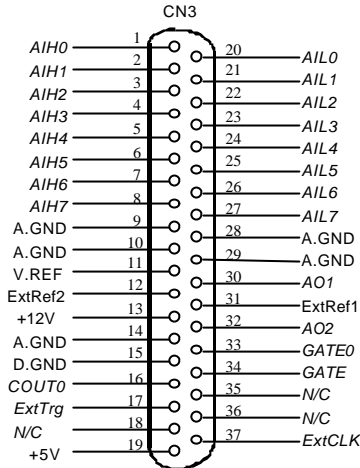 CN3
AIH0 1
20 AIL0
AIH1 2
21 AIL1
AIH2 3
22 AIL2
AIH3 4
23 AIL3
AIH4 5
24 AIL4
AIH5 6
25 AIL5
AIH6 7
26 AIL6
AIH7 8
27 AIL7
A.GND 9
28 A.GND
A.GND 10
29 A.GND
V.REF 11
30 AO1
ExtRef2 12
31 ExtRef1
+12V 13
32 AO2
A.GND 14
33 GATE0
D.GND 15
34 GATE
COUT0 16
35 N/C
ExtTrg 17
36 N/C
N/C 18
37 ExtCLK
+5V 19